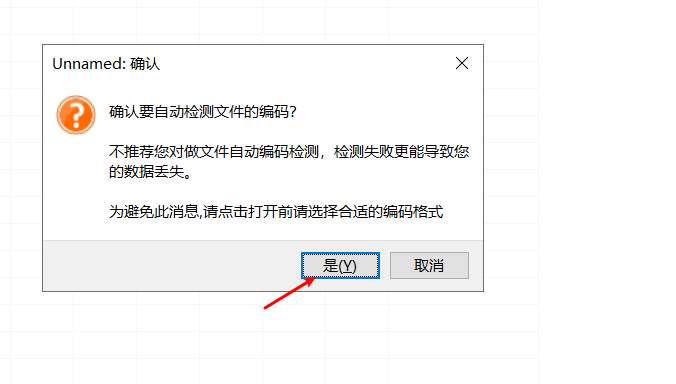 Unnamed: 确认
确认要自动检测文件的编码？
不推荐您对做文件自动编码检测，检测失败更能导致您
的数据丢失。
为避免此消息,请点击打开前请选择合适的编码格式
是(Y)
取消